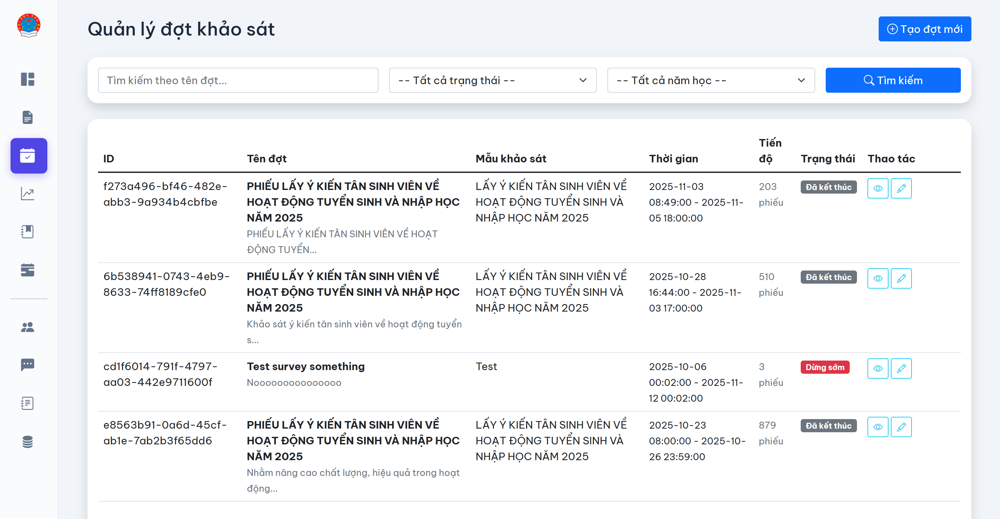 Quản lý đợt khảo sát
Tạo đợt mới
Tìm kiếm theo tên đợt...
-- Tất cả trạng thái --
-- Tất cả năm học --
Tìm kiếm
ID
Tên đợt
Mẫu khảo sát
Thời gian
Tiến
độ
Trạng thái
Thao tác
f273a496-bf46-482e-
abb3-9a934b4cbfbe
PHIẾU LẤY Ý KIẾN TÂN SINH VIÊN VỀ
HOẠT ĐỘNG TUYỂN SINH VÀ NHẬP HỌC
NĂM 2025
PHIẾU LẤY Ý KIẾN TÂN SINH VIÊN VỀ HOẠT
ĐỘNG TUYỂN...
LẤY Ý KIẾN TÂN SINH VIÊN VỀ
HOẠT ĐỘNG TUYỂN SINH VÀ
NHẬP HỌC NĂM 2025
2025-11-03
08:49:00 - 2025-11-
05 18:00:00
203
phiếu
Đã kết thúc
6b538941-0743-4eb9-
8633-74ff8189cfe0
PHIẾU LẤY Ý KIẾN TÂN SINH VIÊN VỀ
HOẠT ĐỘNG TUYỂN SINH VÀ NHẬP HỌC
NĂM 2025
Khảo sát ý kiến tân sinh viên về hoạt động tuyển
s...
LẤY Ý KIẾN TÂN SINH VIÊN VỀ
HOẠT ĐỘNG TUYỂN SINH VÀ
NHẬP HỌC NĂM 2025
2025-10-28
16:44:00 - 2025-11-
03 17:00:00
510
phiếu
Đã kết thúc
cd1f6014-791f-4797-
aa03-442e9711600f
Test survey something
Nooooooooooooooo
Test
2025-10-06
00:02:00 - 2025-11-
12 00:02:00
3
phiếu
Dừng sớm
e8563b91-0a6d-45cf-
ab1e-7ab2b3f65dd6
PHIẾU LẤY Ý KIẾN TÂN SINH VIÊN VỀ
HOẠT ĐỘNG TUYỂN SINH VÀ NHẬP HỌC
NĂM 2025
Nhằm nâng cao chất lượng, hiệu quả trong hoạt
động...
LẤY Ý KIẾN TÂN SINH VIÊN VỀ
HOẠT ĐỘNG TUYỂN SINH VÀ
NHẬP HỌC NĂM 2025
2025-10-23
08:00:00 - 2025-10-
26 23:59:00
879
phiếu
Đã kết thúc